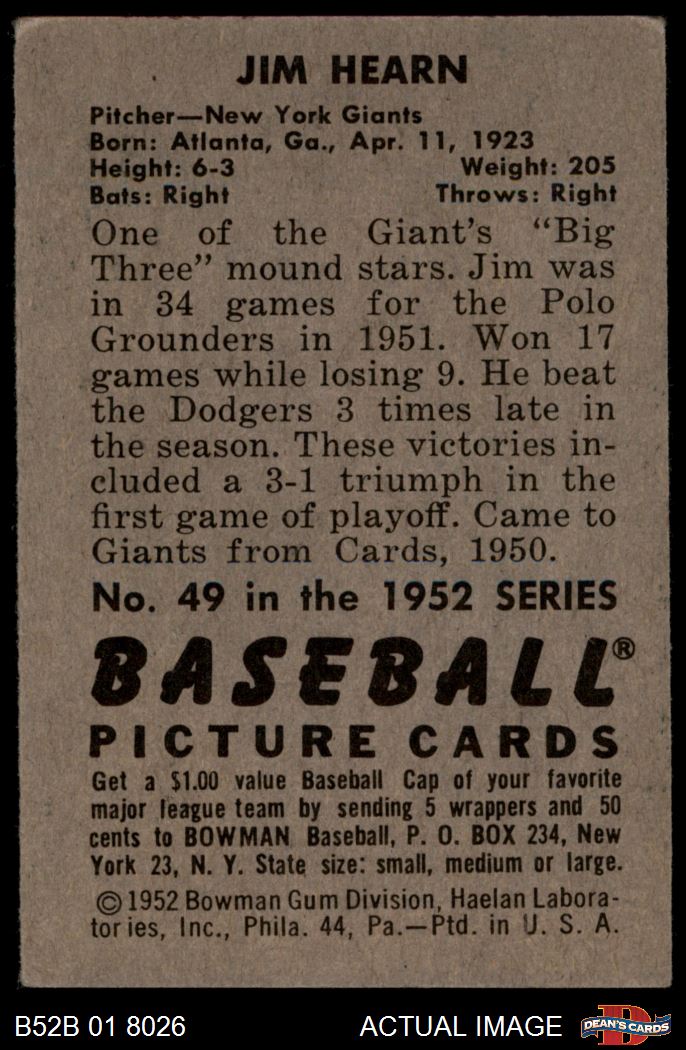 JIM HEARN
Pitcher—New York Giants
Born: Atlanta, Ga., Apr. 11, 1923
Height: 6-3 Weight: 205
Bats: Right Throws: Right
One of the Giant's “Big
Three” mound stars. Jim was
in 34 games for the Polo
Grounders in 1951. Won 17
games while losing 9. He beat
the Dodgers 3 times late in
the season. These victories in-
cluded a 3-1 triumph in the
first game of playoff. Came to
Giants from Cards, 1950.
No. 49 in the 1952 SERIES
BASEBALL®
PICTURE CARDS
Get a $1.00 value Baseball Cap of your favorite
major league team by sending 5 wrappers and 50
cents to BOWMAN Baseball, P. O. BOX 234, New
York 23, N. Y. State size: small, medium or large.
© 1952 Bowman Gum Division, Haelan Labora-
tories, Inc., Phila. 44, Pa.—Ptd. in U. S. A.
B52B 01 8026 ACTUAL IMAGE D DEAN'S CARDS